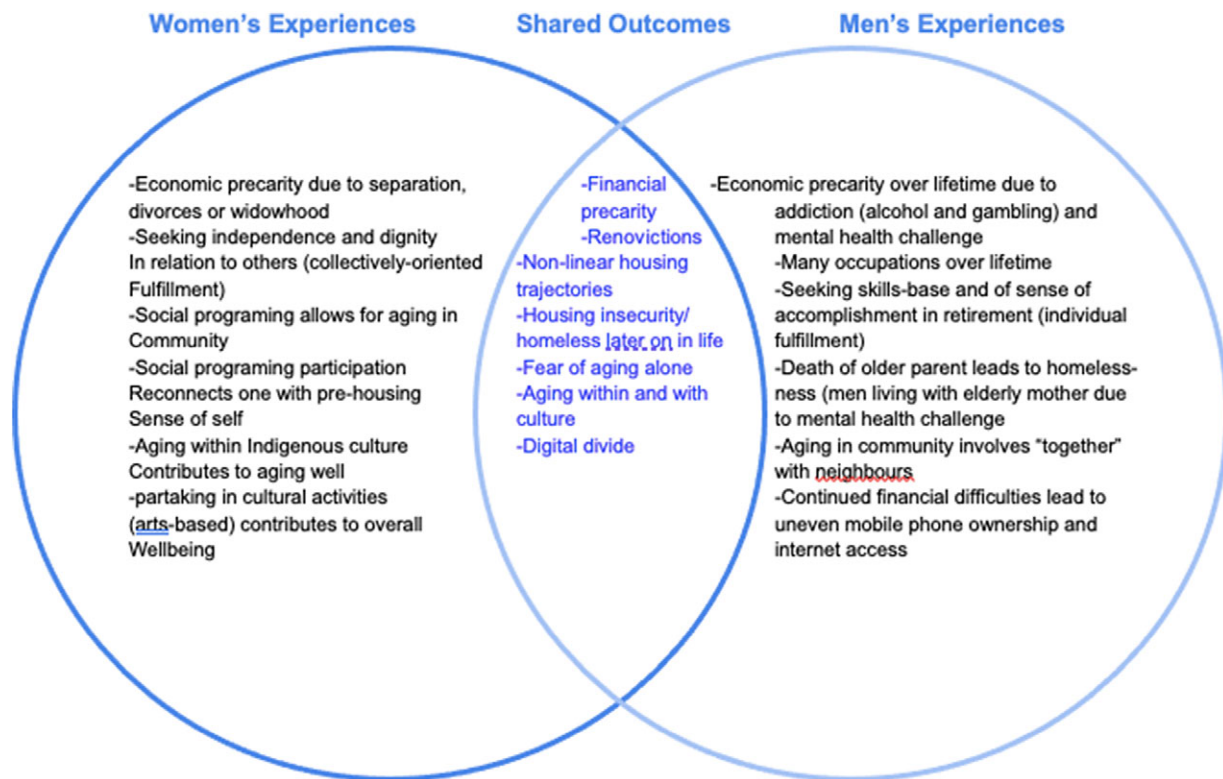 Women's Experiences
Shared Outcomes
Men's Experiences
-Economic precarity due to separation,
divorces or widowhood
-Seeking independence and dignity
In relation to others (collectively-oriented
Fulfillment)
-Social programing allows for aging in
Community
-Social programing participation
Reconnects one with pre-housing
Sense of self
-Aging within Indigenous culture
Contributes to aging well
-partaking in cultural activities
(arts-based) contributes to overall
Wellbeing
-Financial
precarity
-Renovictions
-Non-linear housing
trajectories
-Housing insecurity/
homeless later on in life
-Fear of aging alone
-Aging within and with
culture
-Digital divide
-Economic precarity over lifetime due to
addiction (alcohol and gambling) and
mental health challenge
-Many occupations over lifetime
-Seeking skills-base and of sense of
accomplishment in retirement (individual
fulfillment)
-Death of older parent leads to homeless-
ness (men living with elderly mother due
to mental health challenge
-Aging in community involves “together”
with neighbours
-Continued financial difficulties lead to
uneven mobile phone ownership and
internet access